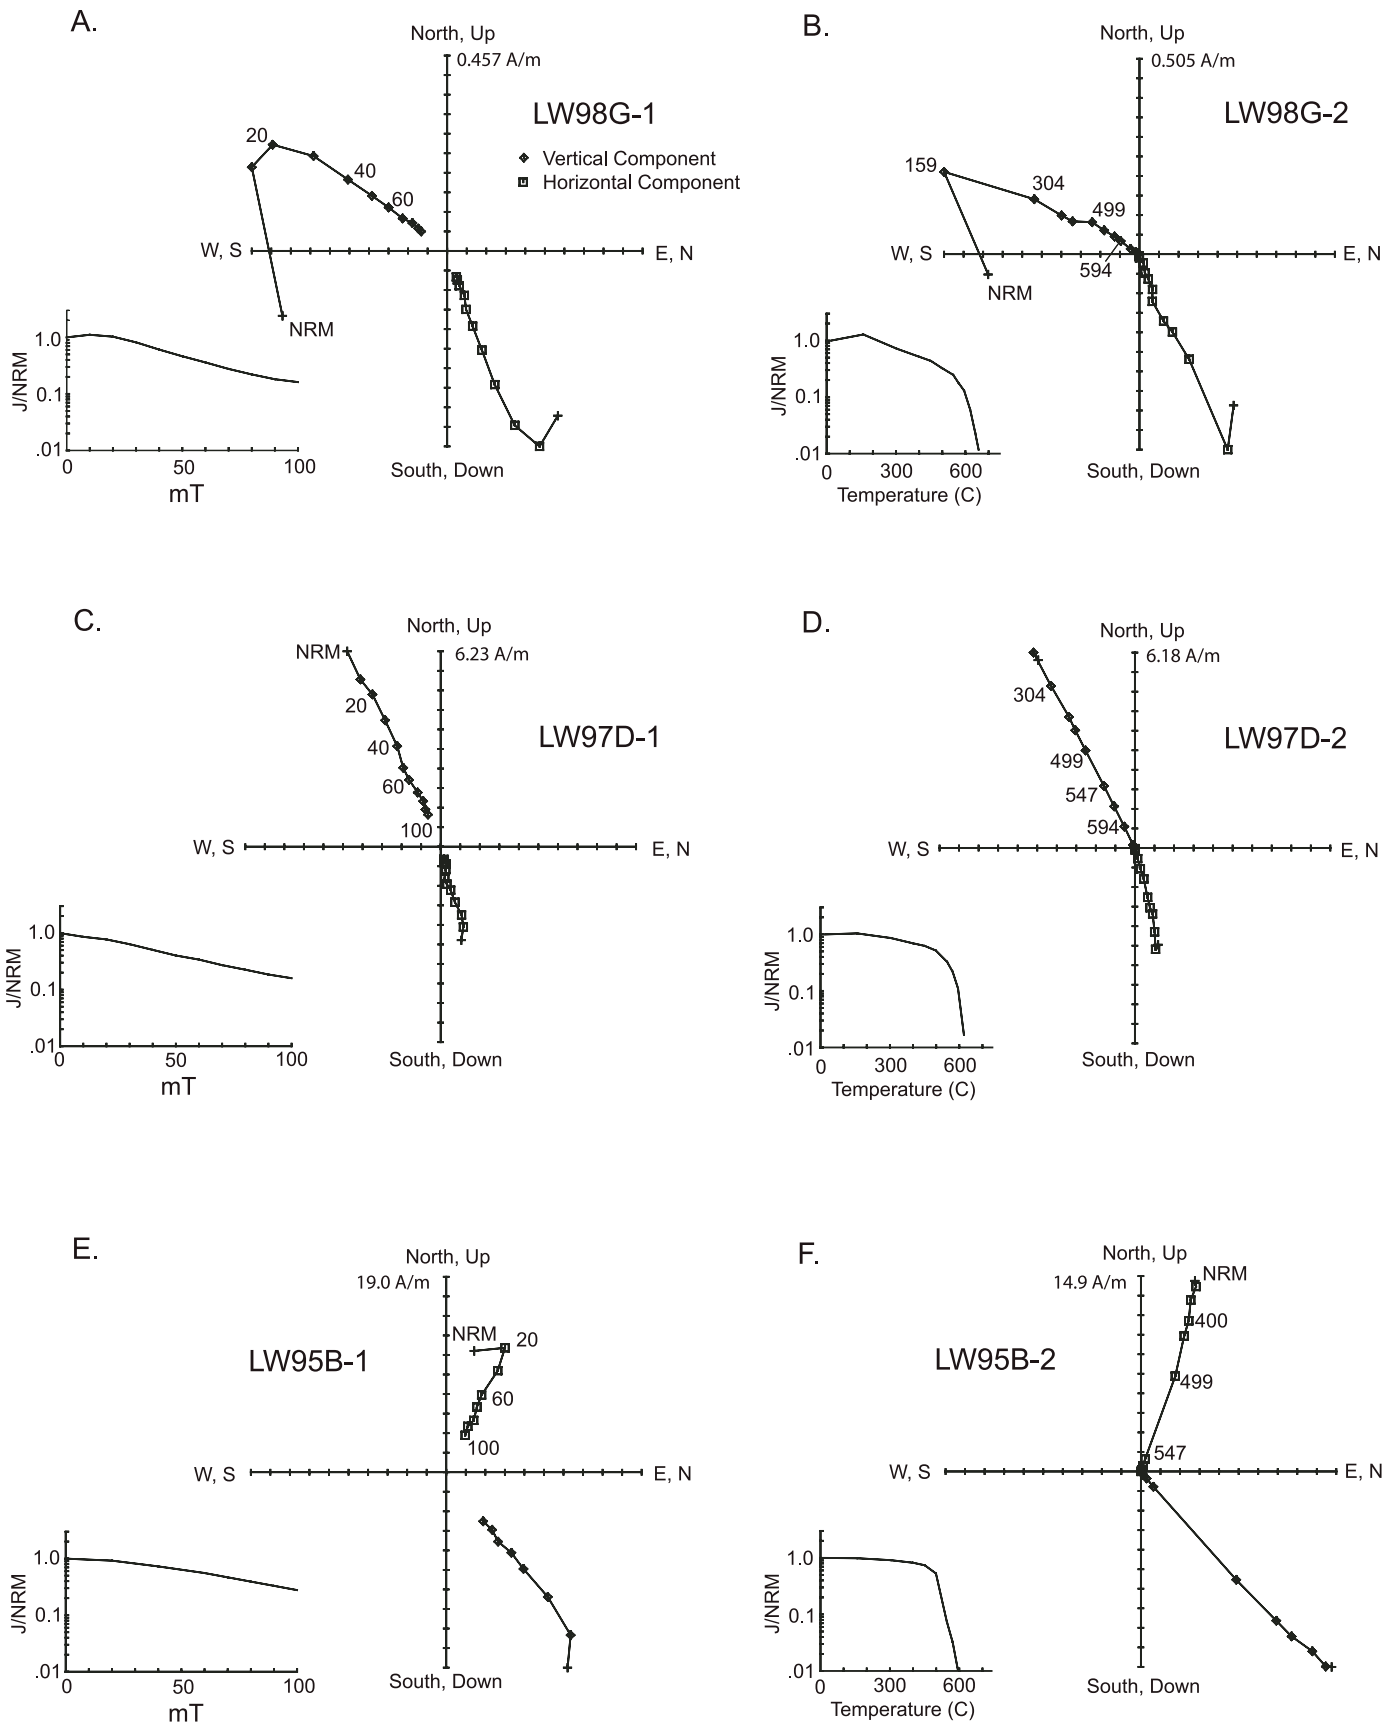 A.
North, Up
0.457 A/m
LW98G-1
Vertical Component
Horizontal Component
20
40
60
W, S
E, N
NRM
South, Down
J/NRM
1.0
0.1
.01
0
50
100
mT
B.
North, Up
0.505 A/m
LW98G-2
159
304
499
594
W, S
E, N
NRM
South, Down
J/NRM
1.0
0.1
.01
0
300
600
Temperature (C)
C.
North, Up
6.23 A/m
LW97D-1
NRM
20
40
60
100
W, S
E, N
South, Down
J/NRM
1.0
0.1
.01
0
50
100
mT
D.
North, Up
6.18 A/m
LW97D-2
304
499
547
594
W, S
E, N
South, Down
J/NRM
1.0
0.1
.01
0
300
600
Temperature (C)
E.
North, Up
19.0 A/m
LW95B-1
NRM
20
60
100
W, S
E, N
South, Down
J/NRM
1.0
0.1
.01
0
50
100
mT
F.
North, Up
14.9 A/m
LW95B-2
NRM
400
499
547
W, S
E, N
South, Down
J/NRM
1.0
0.1
.01
0
300
600
Temperature (C)